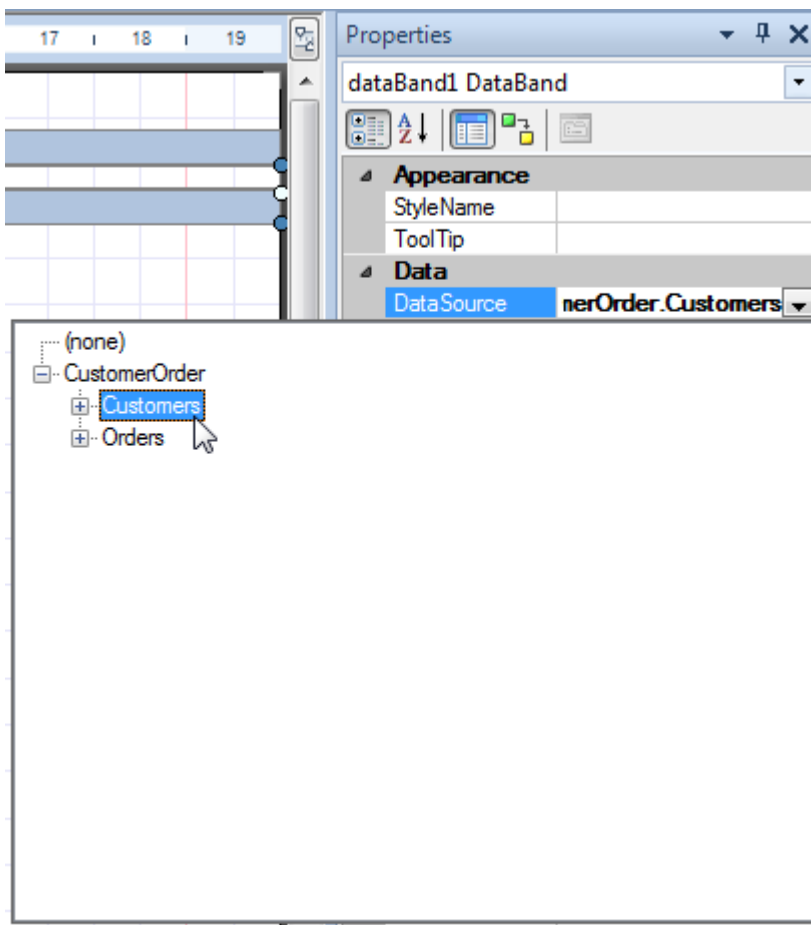 17 18 19
Properties
dataBand1 DataBand
Appearance
StyleName
ToolTip
Data
DataSource nerOrder.Customers
(none)
CustomerOrder
Customers
Orders